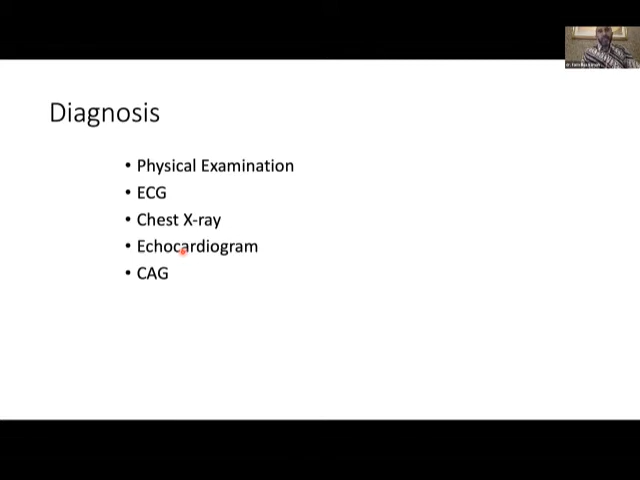 Diagnosis
• Physical Examination
• ECG
• Chest X-ray
• Echocardiogram
• CAG